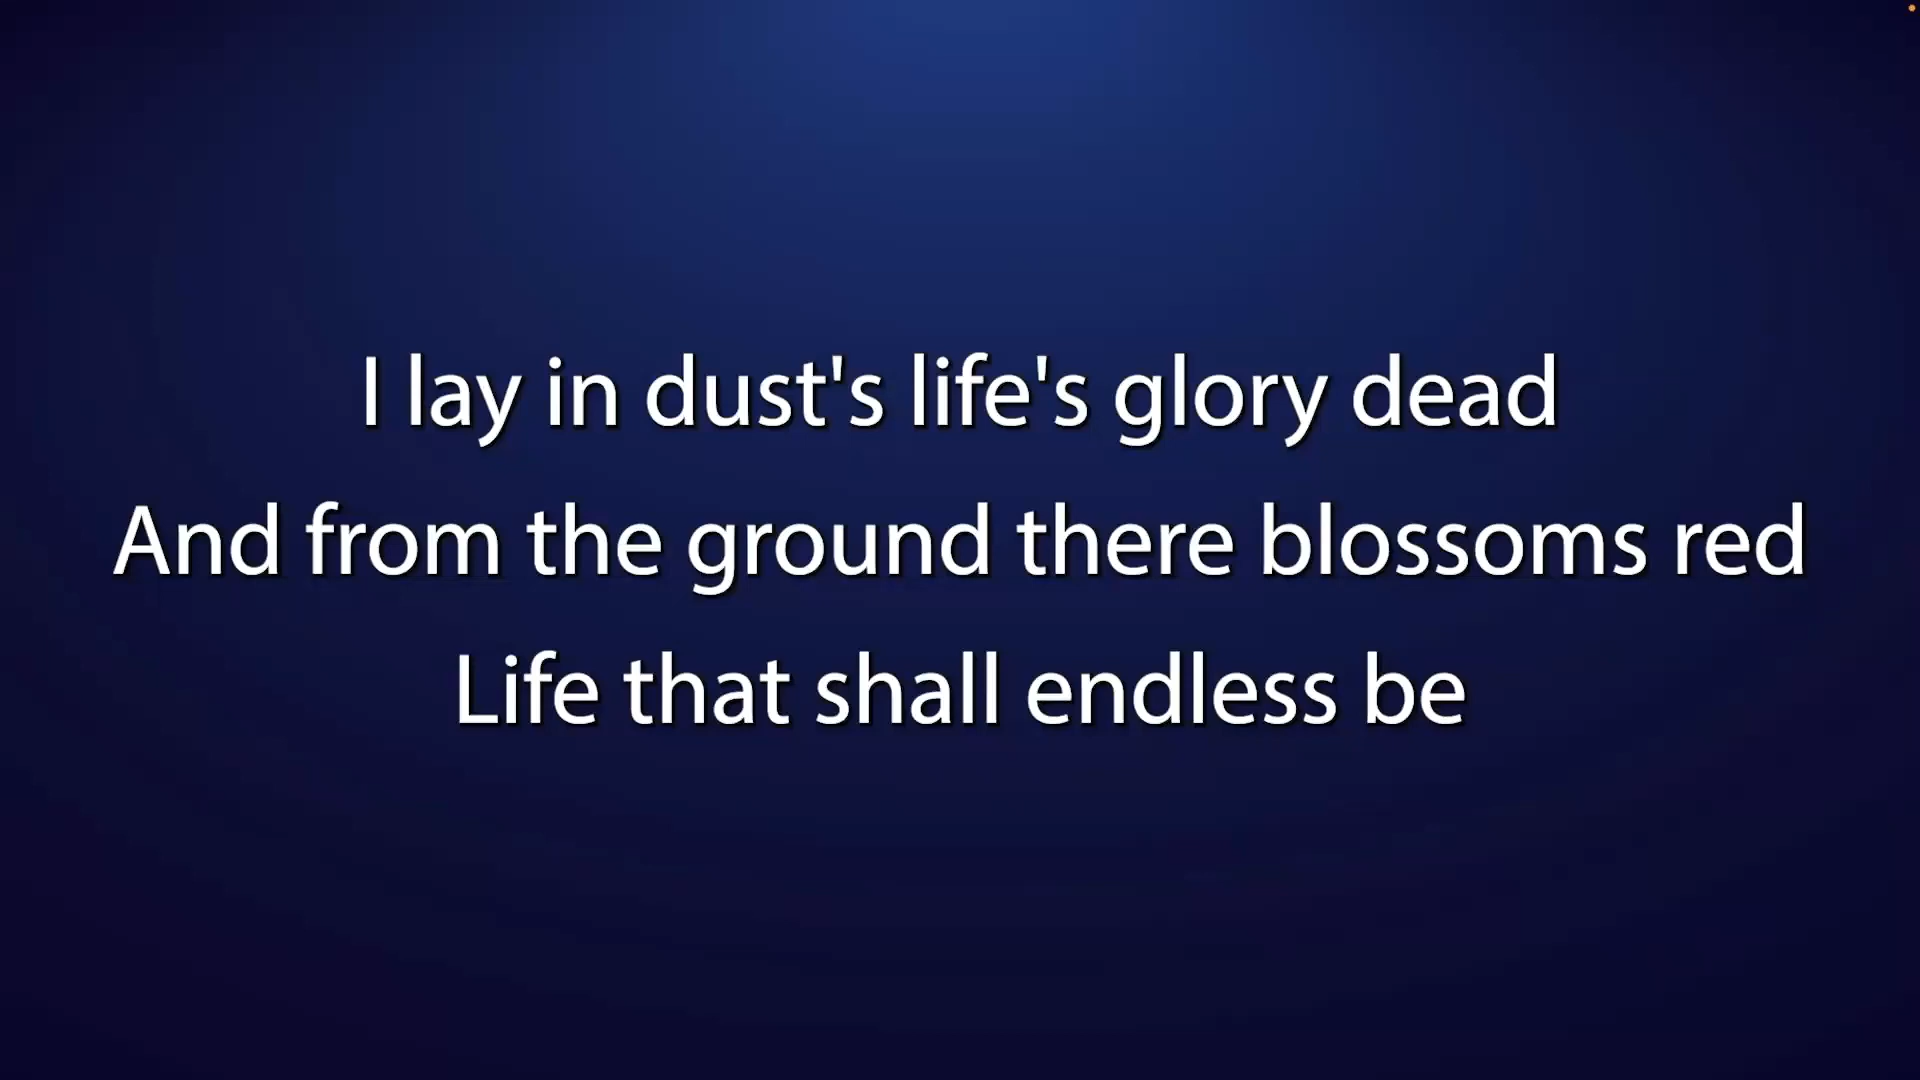 I lay in dust's life's glory dead
And from the ground there blossoms red
Life that shall endless be